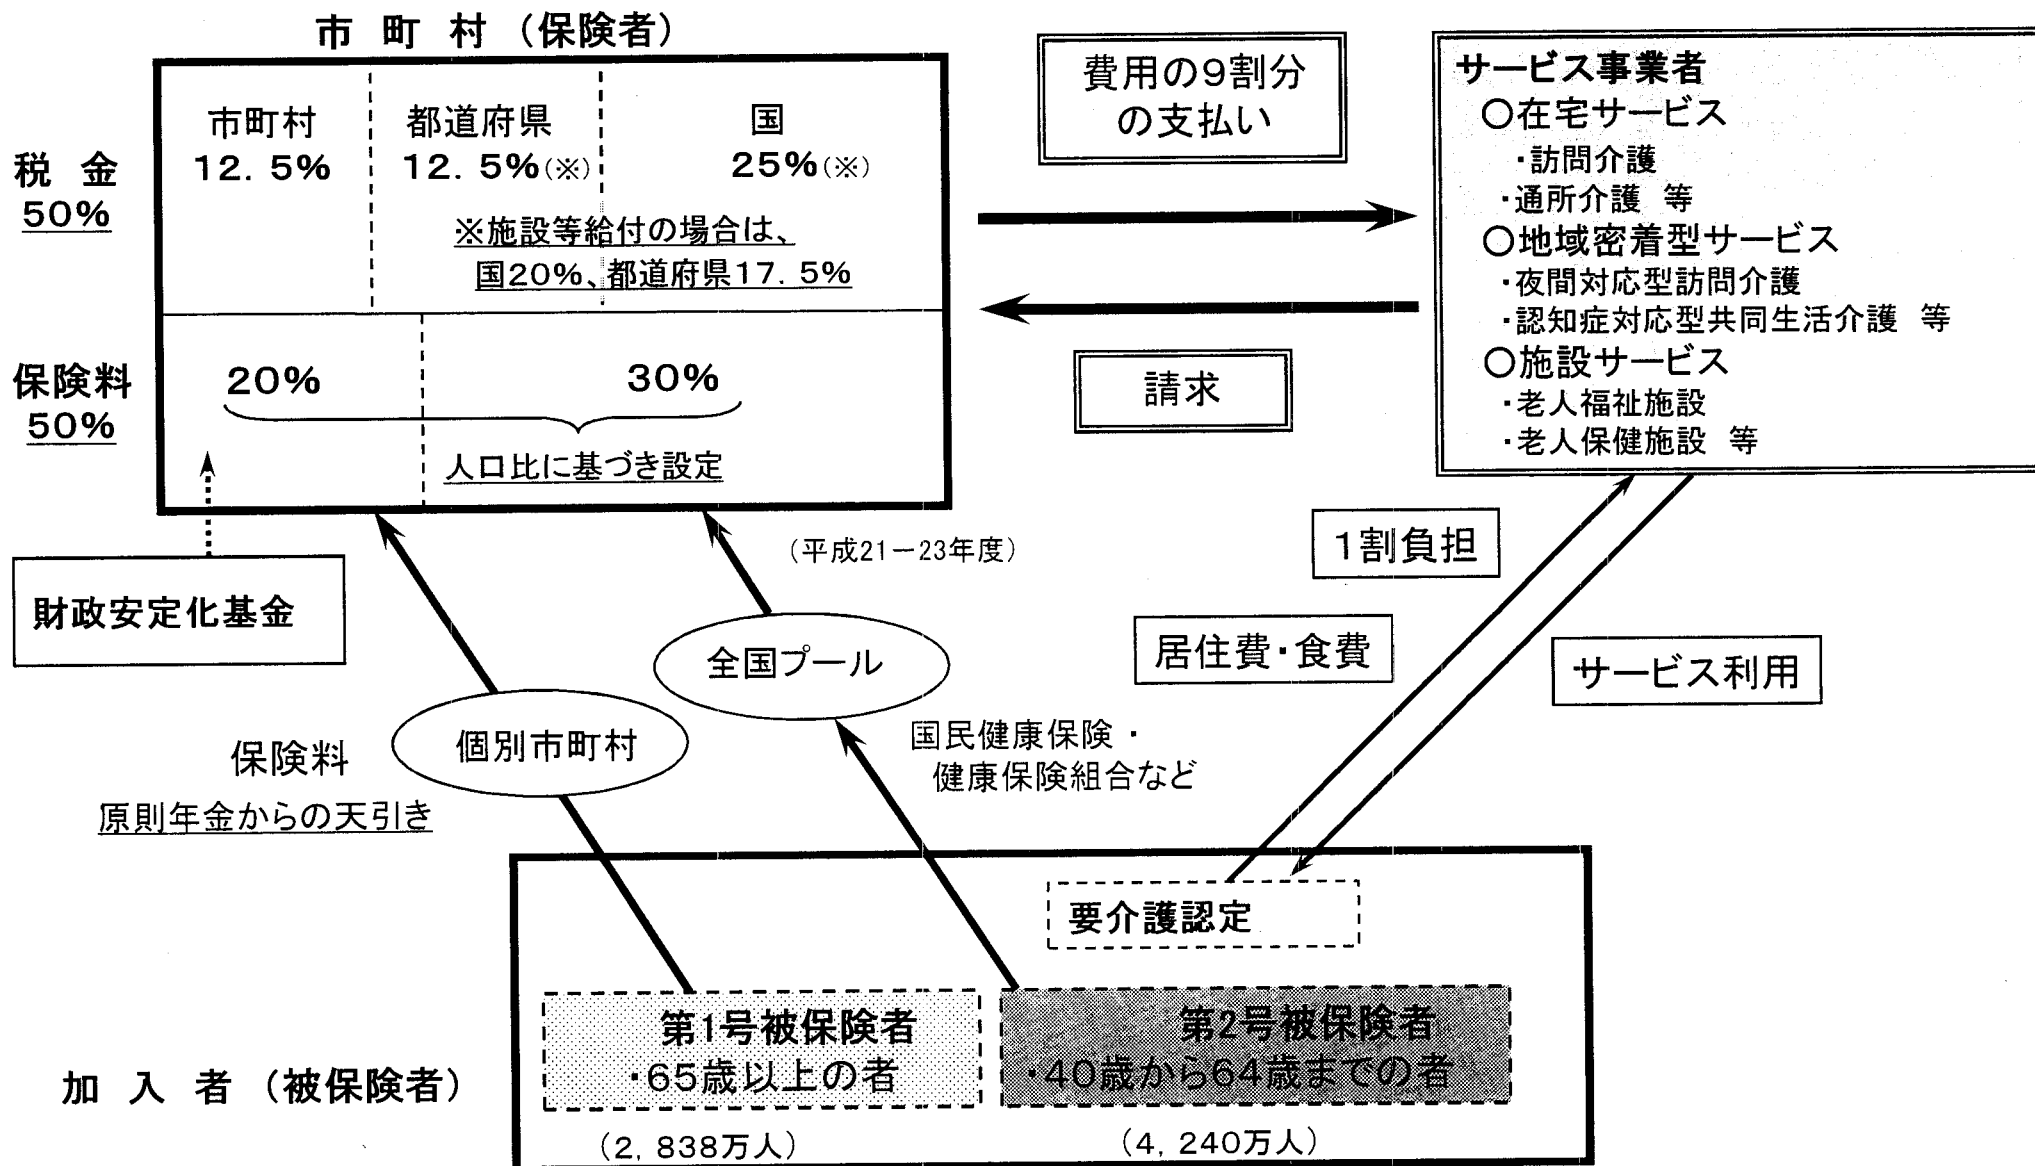 市 町 村 (保険者)
税 金
50%
市町村
12. 5%
都道府県
12. 5%(※)
国
25%(※)
※施設等給付の場合は、
国20%、都道府県17. 5%
保険料
50%
20%
30%
人口比に基づき設定
費用の9割分
の支払い
請求
サービス事業者
○在宅サービス
・訪問介護
・通所介護 等
○地域密着型サービス
・夜間対応型訪問介護
・認知症対応型共同生活介護 等
○施設サービス
・老人福祉施設
・老人保健施設 等
財政安定化基金
(平成21-23年度)
1割負担
居住費・食費
サービス利用
全国プール
個別市町村
保険料
原則年金からの天引き
国民健康保険・
健康保険組合など
要介護認定
加 入 者 (被保険者)
第1号被保険者
・65歳以上の者
(2, 838万人)
第2号被保険者
・40歳から64歳までの者
(4, 240万人)